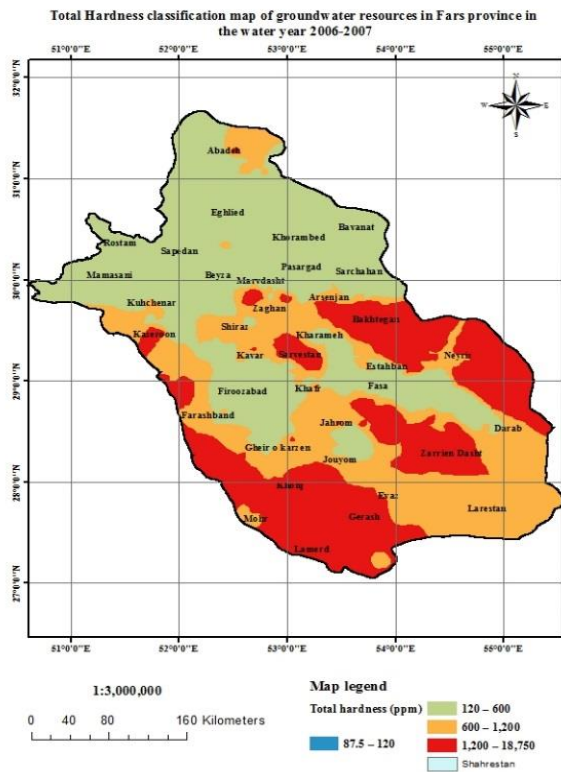 Total Hardness classification map of groundwater resources in Fars province in
the water year 2006-2007
32°0'0"N
31°0'0"N
30°0'0"N
29°0'0"N
28°0'0"N
27°0'0"N
N
W E
S
Abadeh
Eghlied
Bavanat
Khorambed
Rostam
Sapedan
Pasargad
Mamasani
Beyza
Sarchahan
Marvdasht
Kuhchenar
Arsenjan
Zaghan
Bakhtegan
Shiraz
Kazeroon
Kharameh
Kavar
Sarvestan
Neyriz
Estahban
Firoozabad
Khafr
Fasa
Farashband
Jahrom
Darab
Gheir o karzen
Zarrien Dasht
Jouyom
Khonj
Evaz
Larestan
Mohr
Gerash
Lamerd
51°0'0"E 52°0'0"E 53°0'0"E 54°0'0"E 55°0'0"E
1:3,000,000
0 40 80 160 Kilometers
Map legend
Total hardness (ppm)
87.5 – 120
120 – 600
600 – 1,200
1,200 – 18,750
Shahrestan